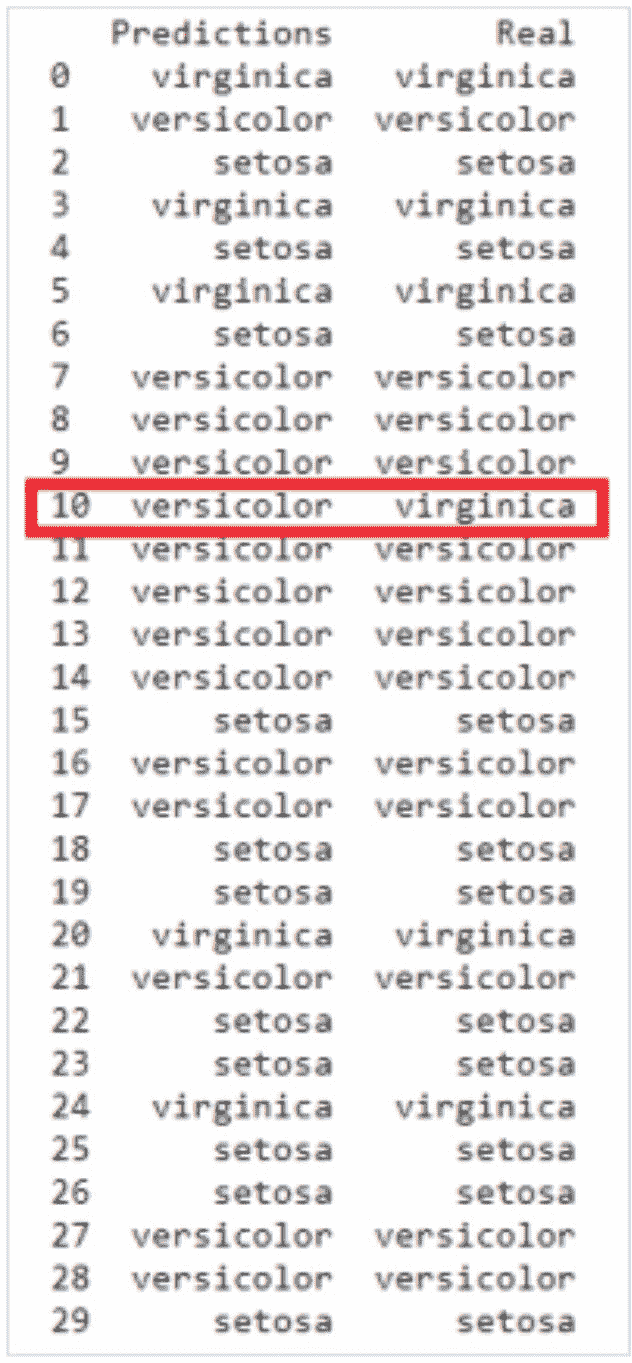 Predictions Real
0 virginica virginica
1 versicolor versicolor
2 setosa setosa
3 virginica virginica
4 setosa setosa
5 virginica virginica
6 setosa setosa
7 versicolor versicolor
8 versicolor versicolor
9 versicolor versicolor
10 versicolor virginica
11 versicolor versicolor
12 versicolor versicolor
13 versicolor versicolor
14 versicolor versicolor
15 setosa setosa
16 versicolor versicolor
17 versicolor versicolor
18 setosa setosa
19 setosa setosa
20 virginica virginica
21 versicolor versicolor
22 setosa setosa
23 setosa setosa
24 virginica virginica
25 setosa setosa
26 setosa setosa
27 versicolor versicolor
28 versicolor versicolor
29 setosa setosa